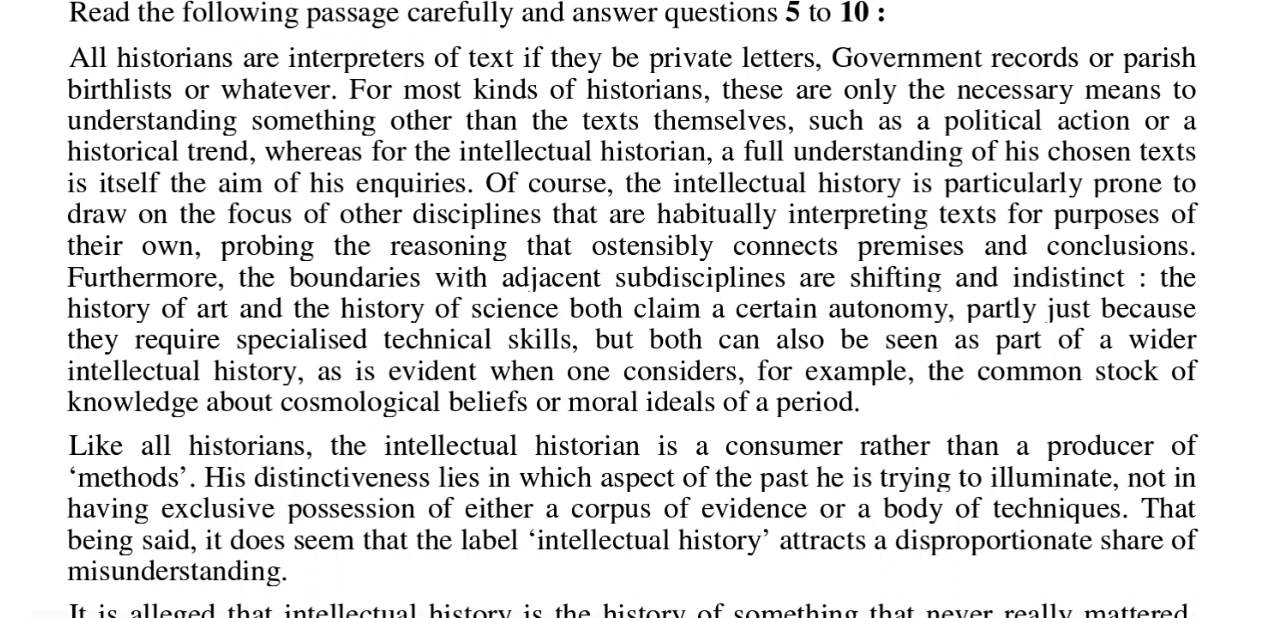 Read the following passage carefully and answer questions 5 to 10 :
All historians are interpreters of text if they be private letters, Government records or parish
birthlists or whatever. For most kinds of historians, these are only the necessary means to
understanding something other than the texts themselves, such as a political action or a
historical trend, whereas for the intellectual historian, a full understanding of his chosen texts
is itself the aim of his enquiries. Of course, the intellectual history is particularly prone to
draw on the focus of other disciplines that are habitually interpreting texts for purposes of
their own, probing the reasoning that ostensibly connects premises and conclusions.
Furthermore, the boundaries with adjacent subdisciplines are shifting and indistinct : the
history of art and the history of science both claim a certain autonomy, partly just because
they require specialised technical skills, but both can also be seen as part of a wider
intellectual history, as is evident when one considers, for example, the common stock of
knowledge about cosmological beliefs or moral ideals of a period.
Like all historians, the intellectual historian is a consumer rather than a producer of
‘methods’. His distinctiveness lies in which aspect of the past he is trying to illuminate, not in
having exclusive possession of either a corpus of evidence or a body of techniques. That
being said, it does seem that the label ‘intellectual history’ attracts a disproportionate share of
misunderstanding.
It is alleged that intellectual history is the history of something that never really mattered.